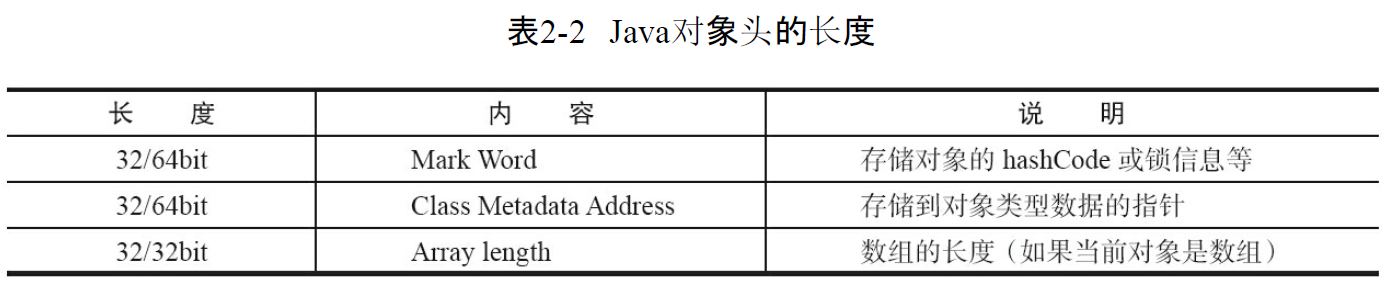 表2-2 Java对象头的长度
长 度 内 容 说 明
32/64bit Mark Word 存储对象的 hashCode 或锁信息等
32/64bit Class Metadata Address 存储到对象类型数据的指针
32/32bit Array length 数组的长度（如果当前对象是数组）